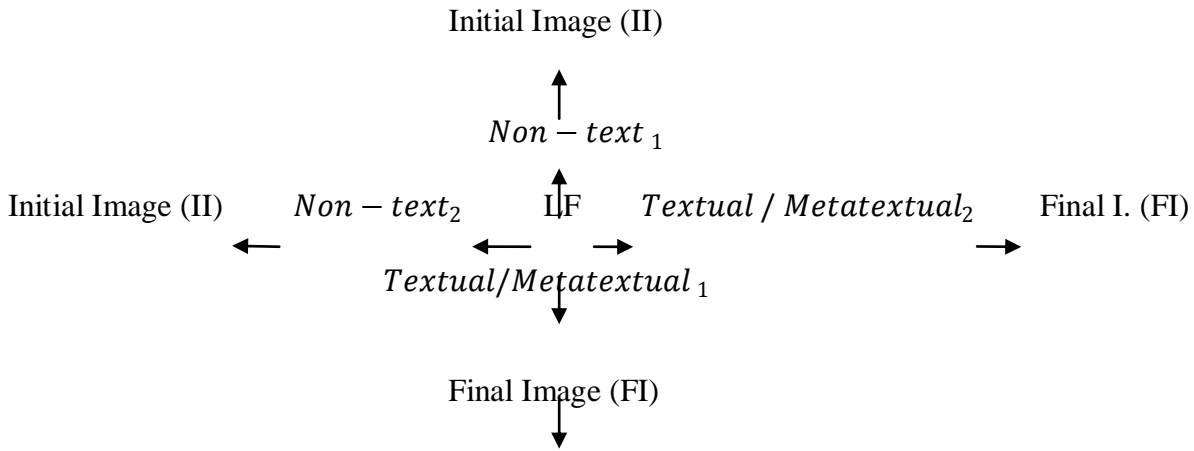 Initial Image (II)
Non – text 1
Initial Image (II) Non – text2 LF Textual / Metatextual2 Final I. (FI)
Textual/Metatextual 1
Final Image (FI)